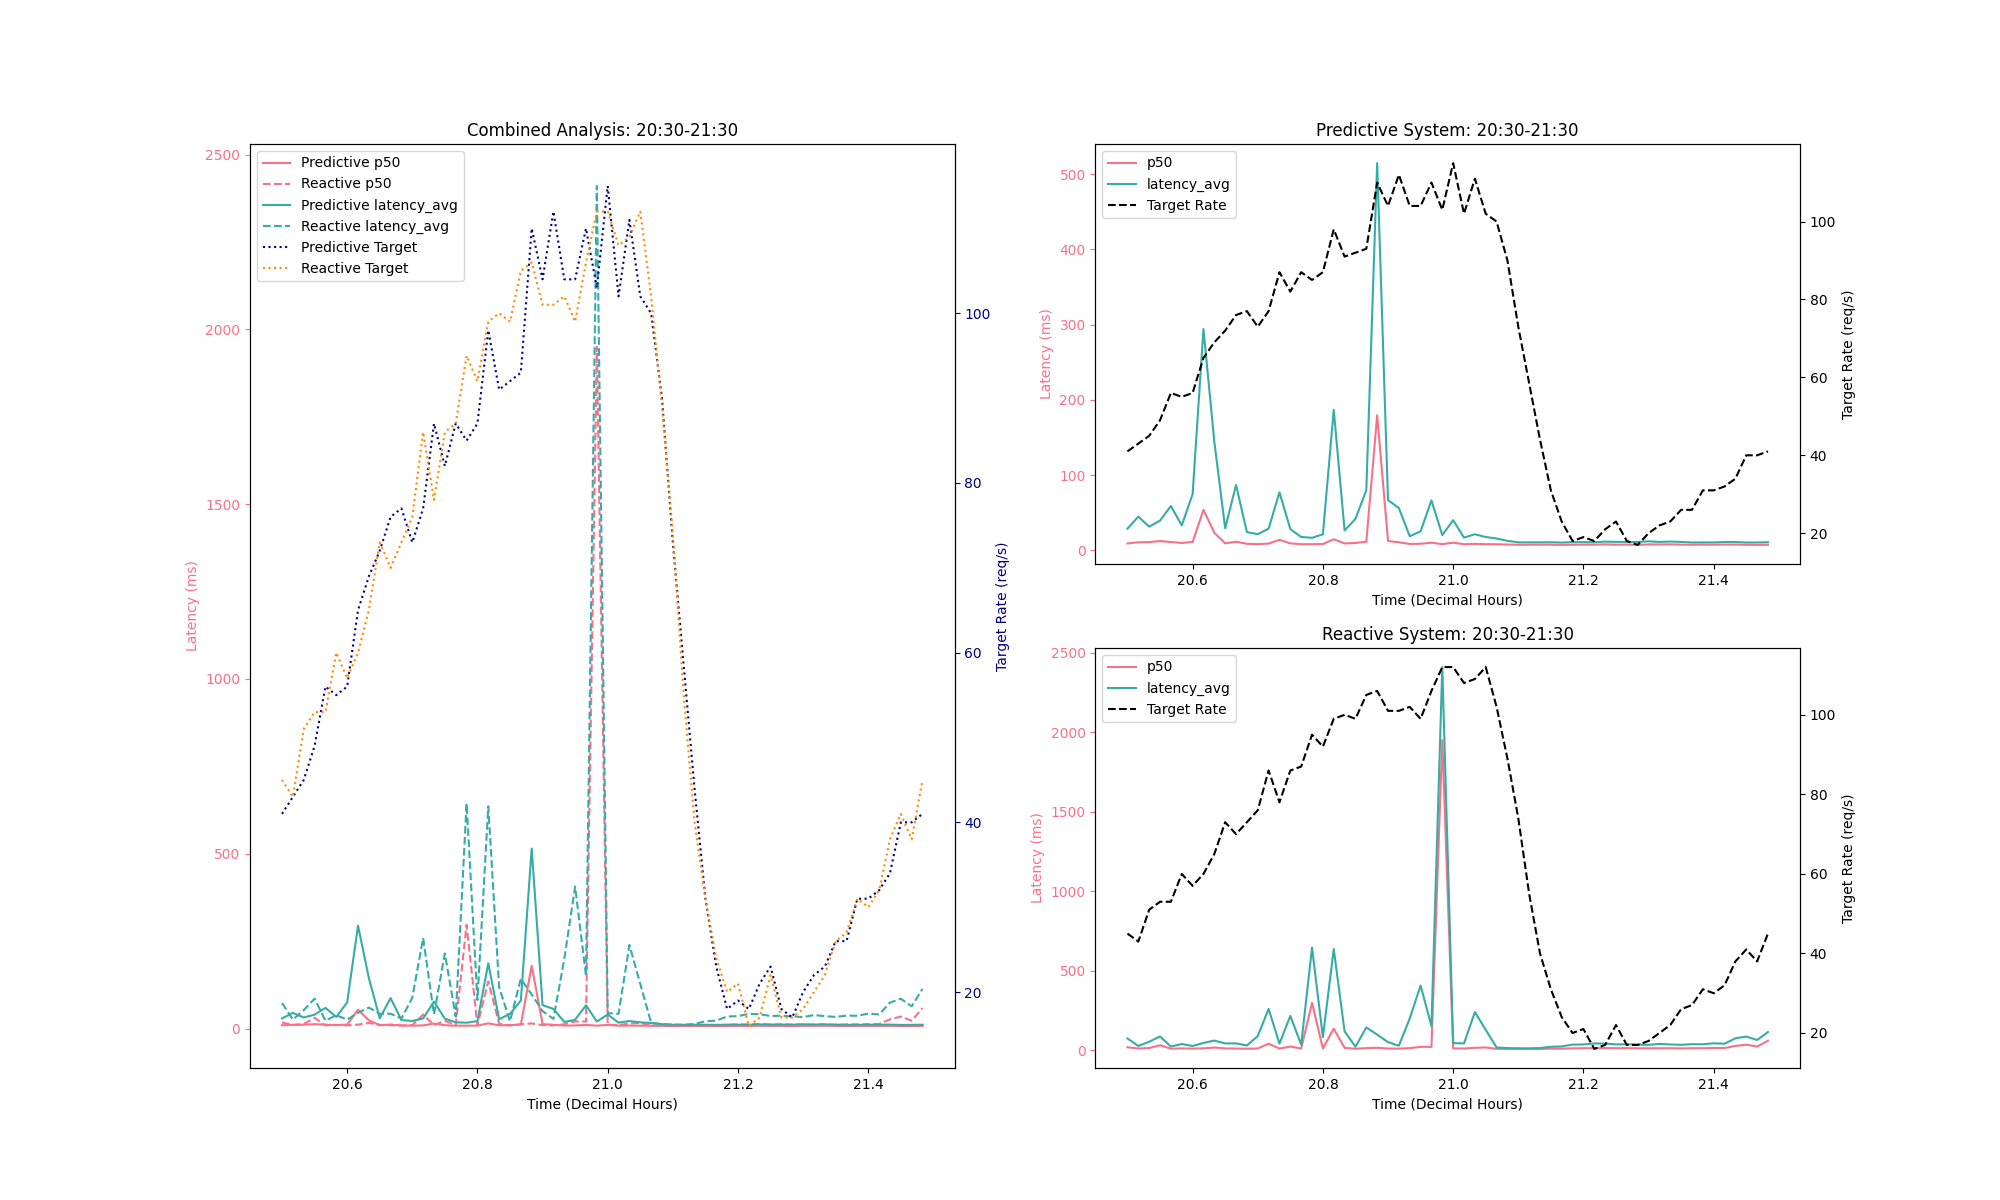 Combined Analysis: 20:30-21:30
Predictive p50
Reactive p50
Predictive latency_avg
Reactive latency_avg
Predictive Target
Reactive Target
2500
2000
1500
1000
500
0
Latency (ms)
100
80
60
40
20
Target Rate (req/s)
20.6 20.8 21.0 21.2 21.4
Time (Decimal Hours)
Predictive System: 20:30-21:30
p50
latency_avg
Target Rate
500
400
300
200
100
0
Latency (ms)
100
80
60
40
20
Target Rate (req/s)
20.6 20.8 21.0 21.2 21.4
Time (Decimal Hours)
Reactive System: 20:30-21:30
p50
latency_avg
Target Rate
2500
2000
1500
1000
500
0
Latency (ms)
100
80
60
40
20
Target Rate (req/s)
20.6 20.8 21.0 21.2 21.4
Time (Decimal Hours)